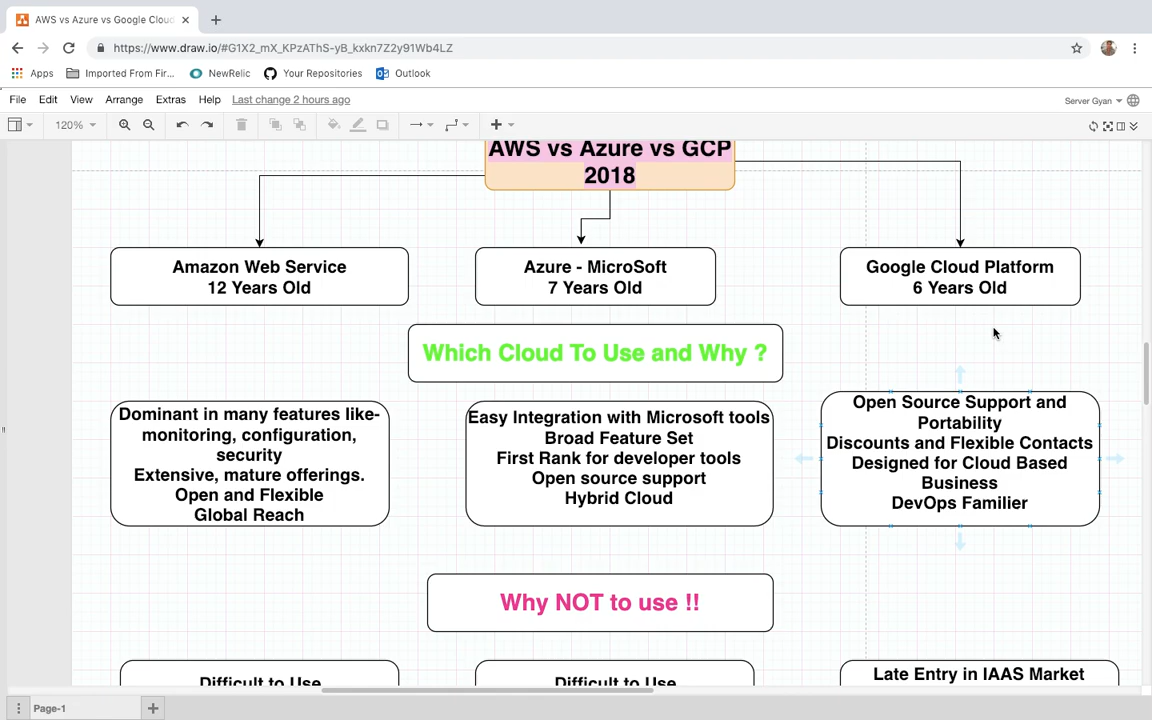 AWS vs Azure vs Google Cloud
https://www.draw.io/#G1X2_mX_KPzAThS-yB_kxkn7Z2y91Wb4LZ
Apps
Imported From Fir...
NewRelic
Your Repositories
Outlook
File
Edit
View
Arrange
Extras
Help
Last change 2 hours ago
Server Gyan
120%
AWS vs Azure vs GCP
2018
Amazon Web Service
12 Years Old
Azure - MicroSoft
7 Years Old
Google Cloud Platform
6 Years Old
Which Cloud To Use and Why ?
Dominant in many features like-
monitoring, configuration,
security
Extensive, mature offerings.
Open and Flexible
Global Reach
Easy Integration with Microsoft tools
Broad Feature Set
First Rank for developer tools
Open source support
Hybrid Cloud
Open Source Support and
Portability
Discounts and Flexible Contacts
Designed for Cloud Based
Business
DevOps Familier
Why NOT to use !!
Difficult to Use
Difficult to Use
Late Entry in IAAS Market
Page-1